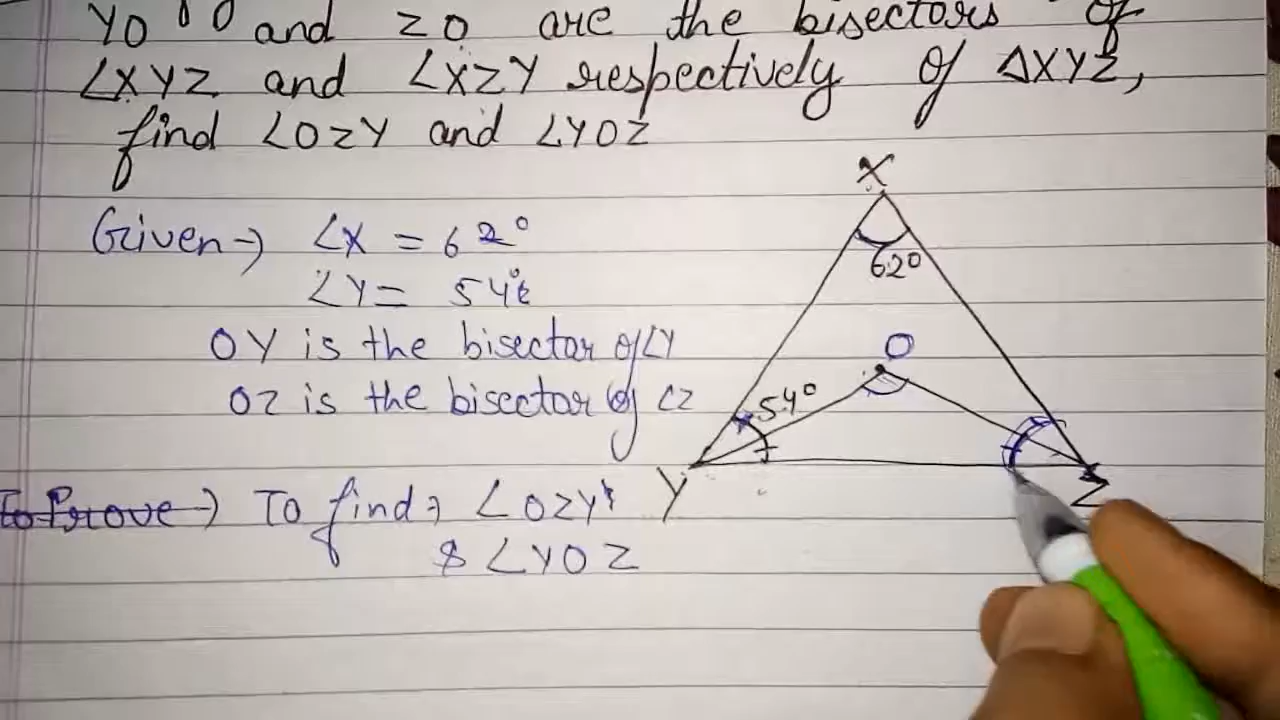 YO and ZO are the bisectors of
∠XYZ and ∠XZY respectively of ΔXYZ,
find ∠OZY and ∠YOZ
Given→ ∠X = 62°
∠Y = 54°
OY is the bisector of ∠Y
OZ is the bisector of ∠Z
To Prove→ To find→ ∠OZY
& ∠YOZ
X
62°
O
54°
Y
Z